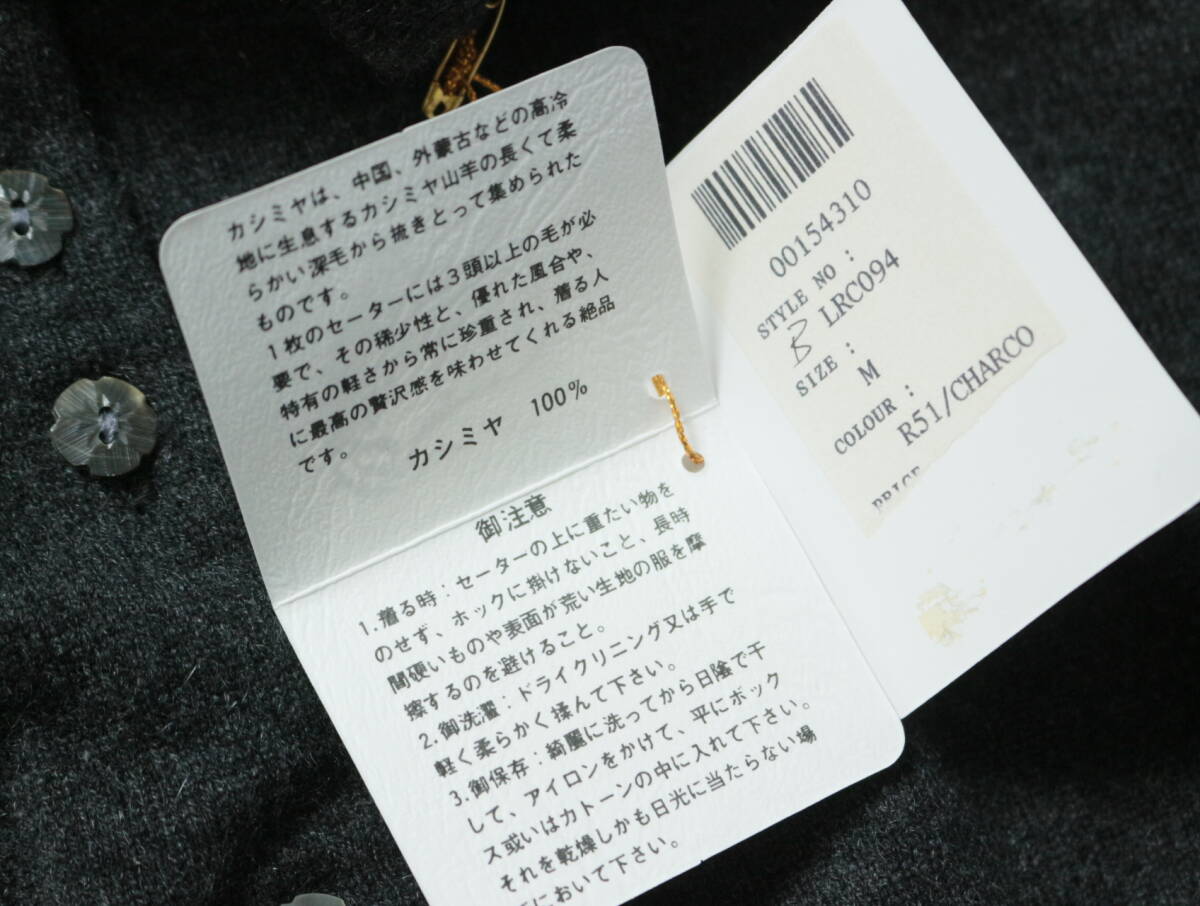 カシミヤは、中国、外蒙古などの高冷
地に生息するカシミヤ山羊の長くて柔
らかい深毛から梳きとって集められた
ものです。
1枚のセーターには3頭以上の毛が必
要で、その稀少性と、優れた風合や、
特有の軽さから常に珍重され、着る人
に最高の贅沢感を味わせてくれる絶品
です。
カシミヤ 100%
御注意
1.着る時:セーターの上に重たい物を
のせず、ホックに掛けないこと、長時
間硬いものや表面が荒い生地の服を摩
擦するのを避けること。
2.御洗濯:ドライクリニング又は手で
軽く柔らかく揉んで下さい。
3.御保存:綺麗に洗ってから日陰で干
して、アイロンをかけて、平にボック
ス或いはカトーンの中に入れて下さい。
それを乾燥しかも日光に当たらない場
において下さい。
00154310
STYLE NO :
B LRC094
SIZE :
M
COLOUR :
R51/CHARCO
PRICE